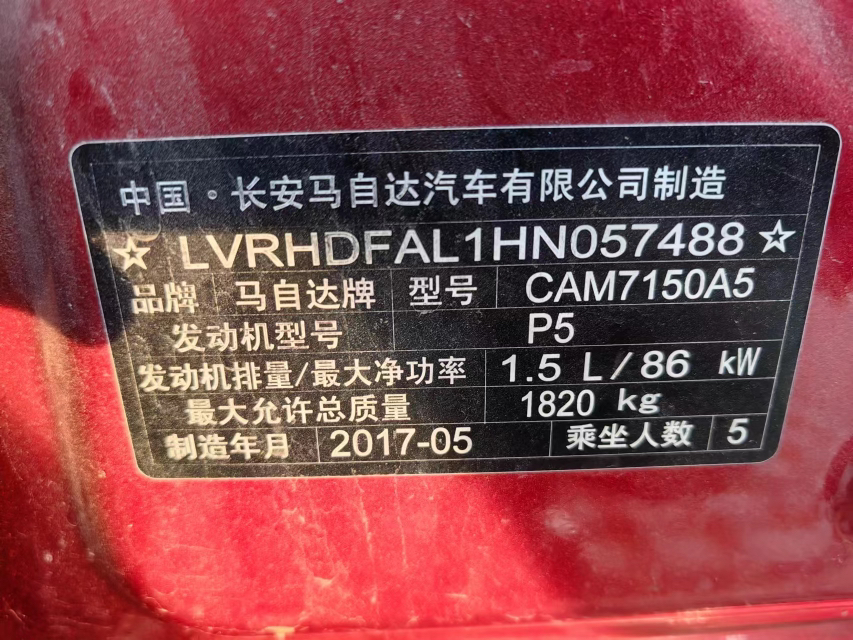 中国·长安马自达汽车有限公司制造
☆LVRHDFAL1HN057488☆
品牌 马自达牌 型号 CAM7150A5
发动机型号 P5
发动机排量/最大净功率 1.5 L/86 kW
最大允许总质量 1820 kg
制造年月 2017-05 乘坐人数 5